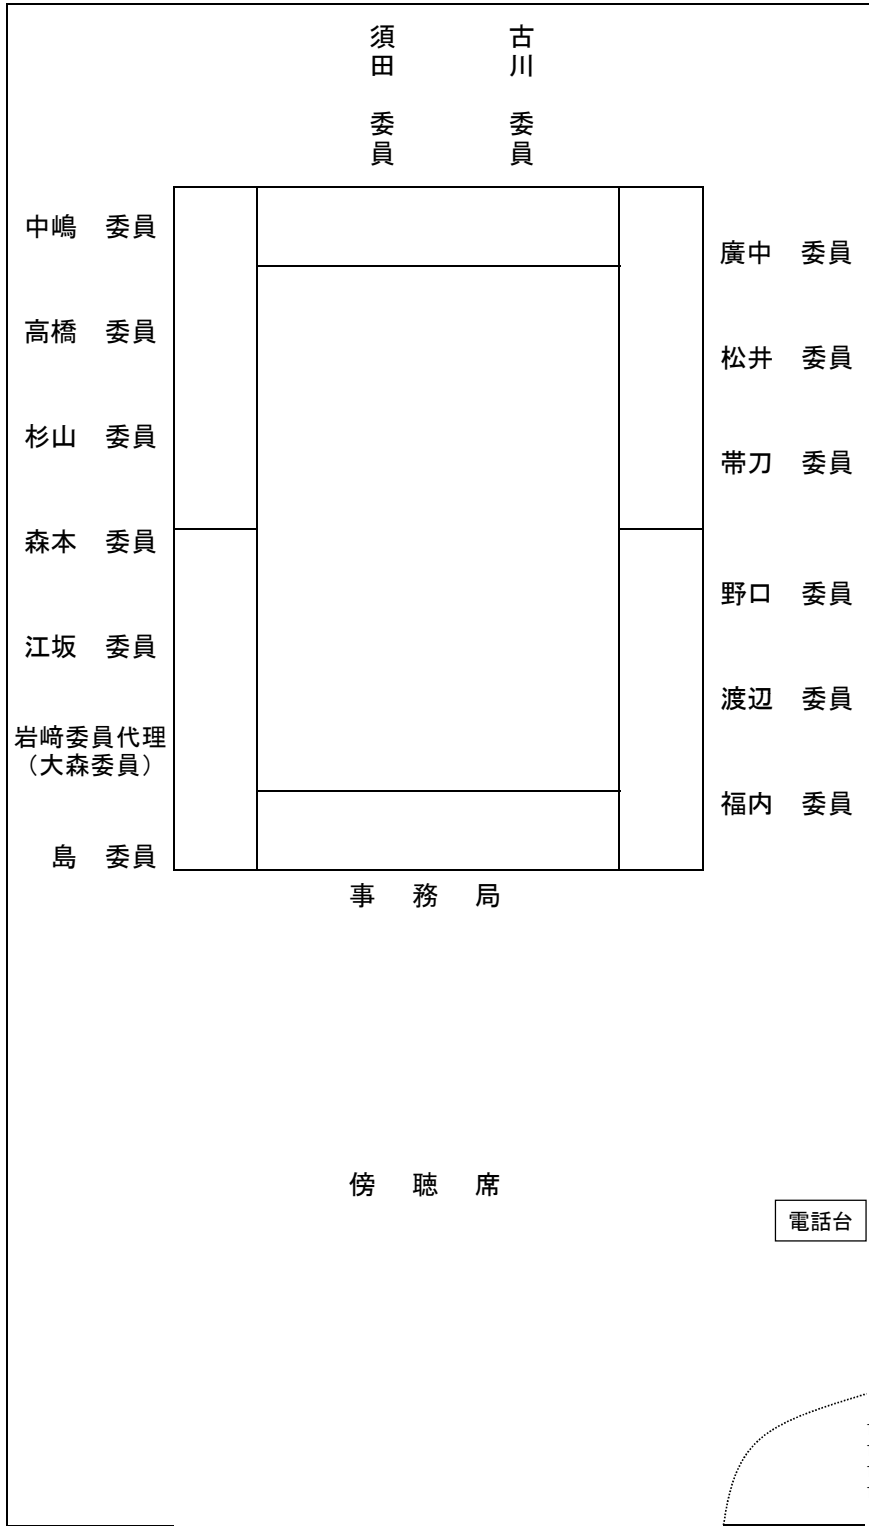 古川 委員
須田 委員
中嶋 委員
高橋 委員
杉山 委員
森本 委員
江坂 委員
岩﨑委員代理
（大森委員）
島 委員
廣中 委員
松井 委員
帯刀 委員
野口 委員
渡辺 委員
福内 委員
事 務 局
傍 聴 席
電話台